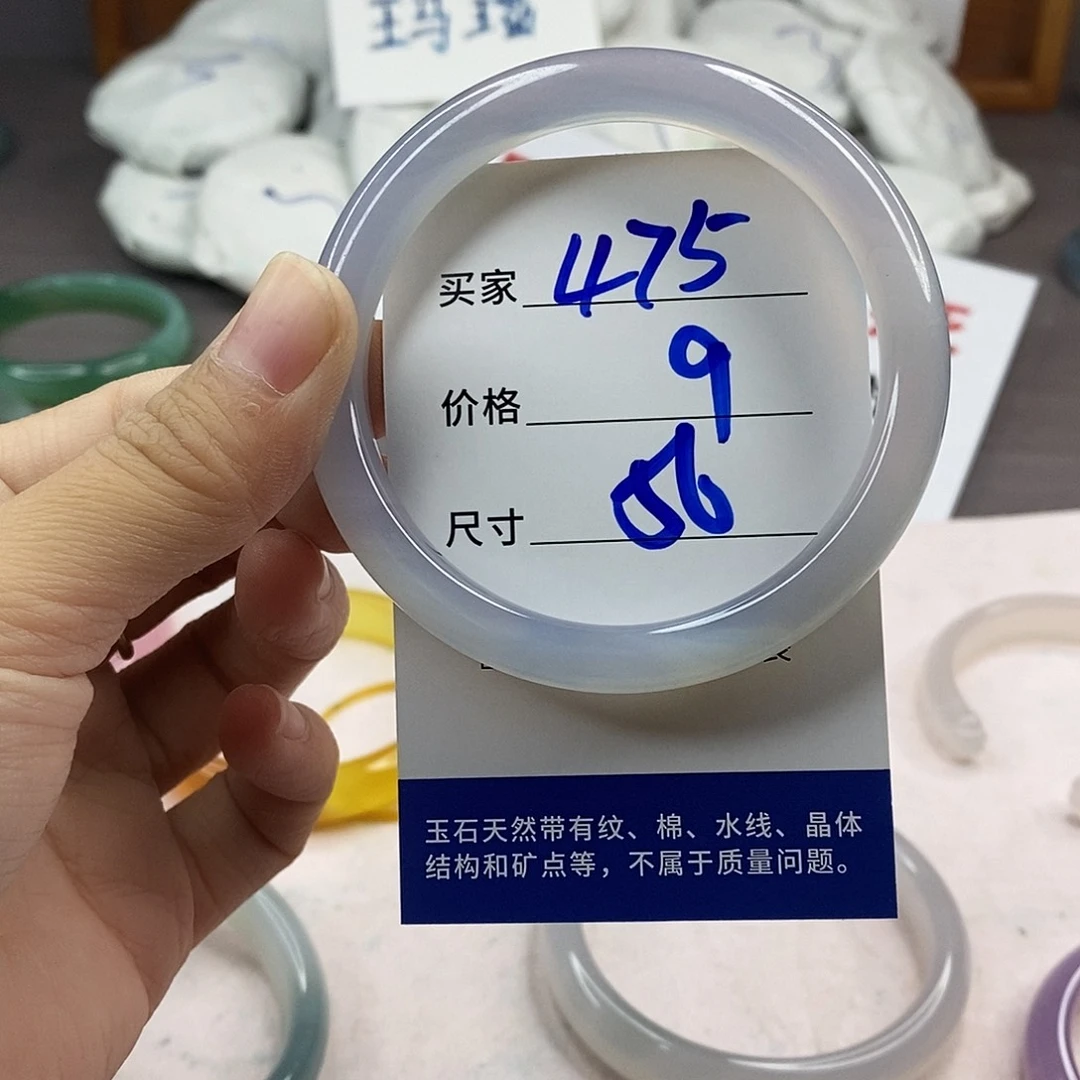 玛瑙
买家 475
价格 9
尺寸 56
玉石天然带有纹、棉、水线、晶体
结构和矿点等，不属于质量问题。